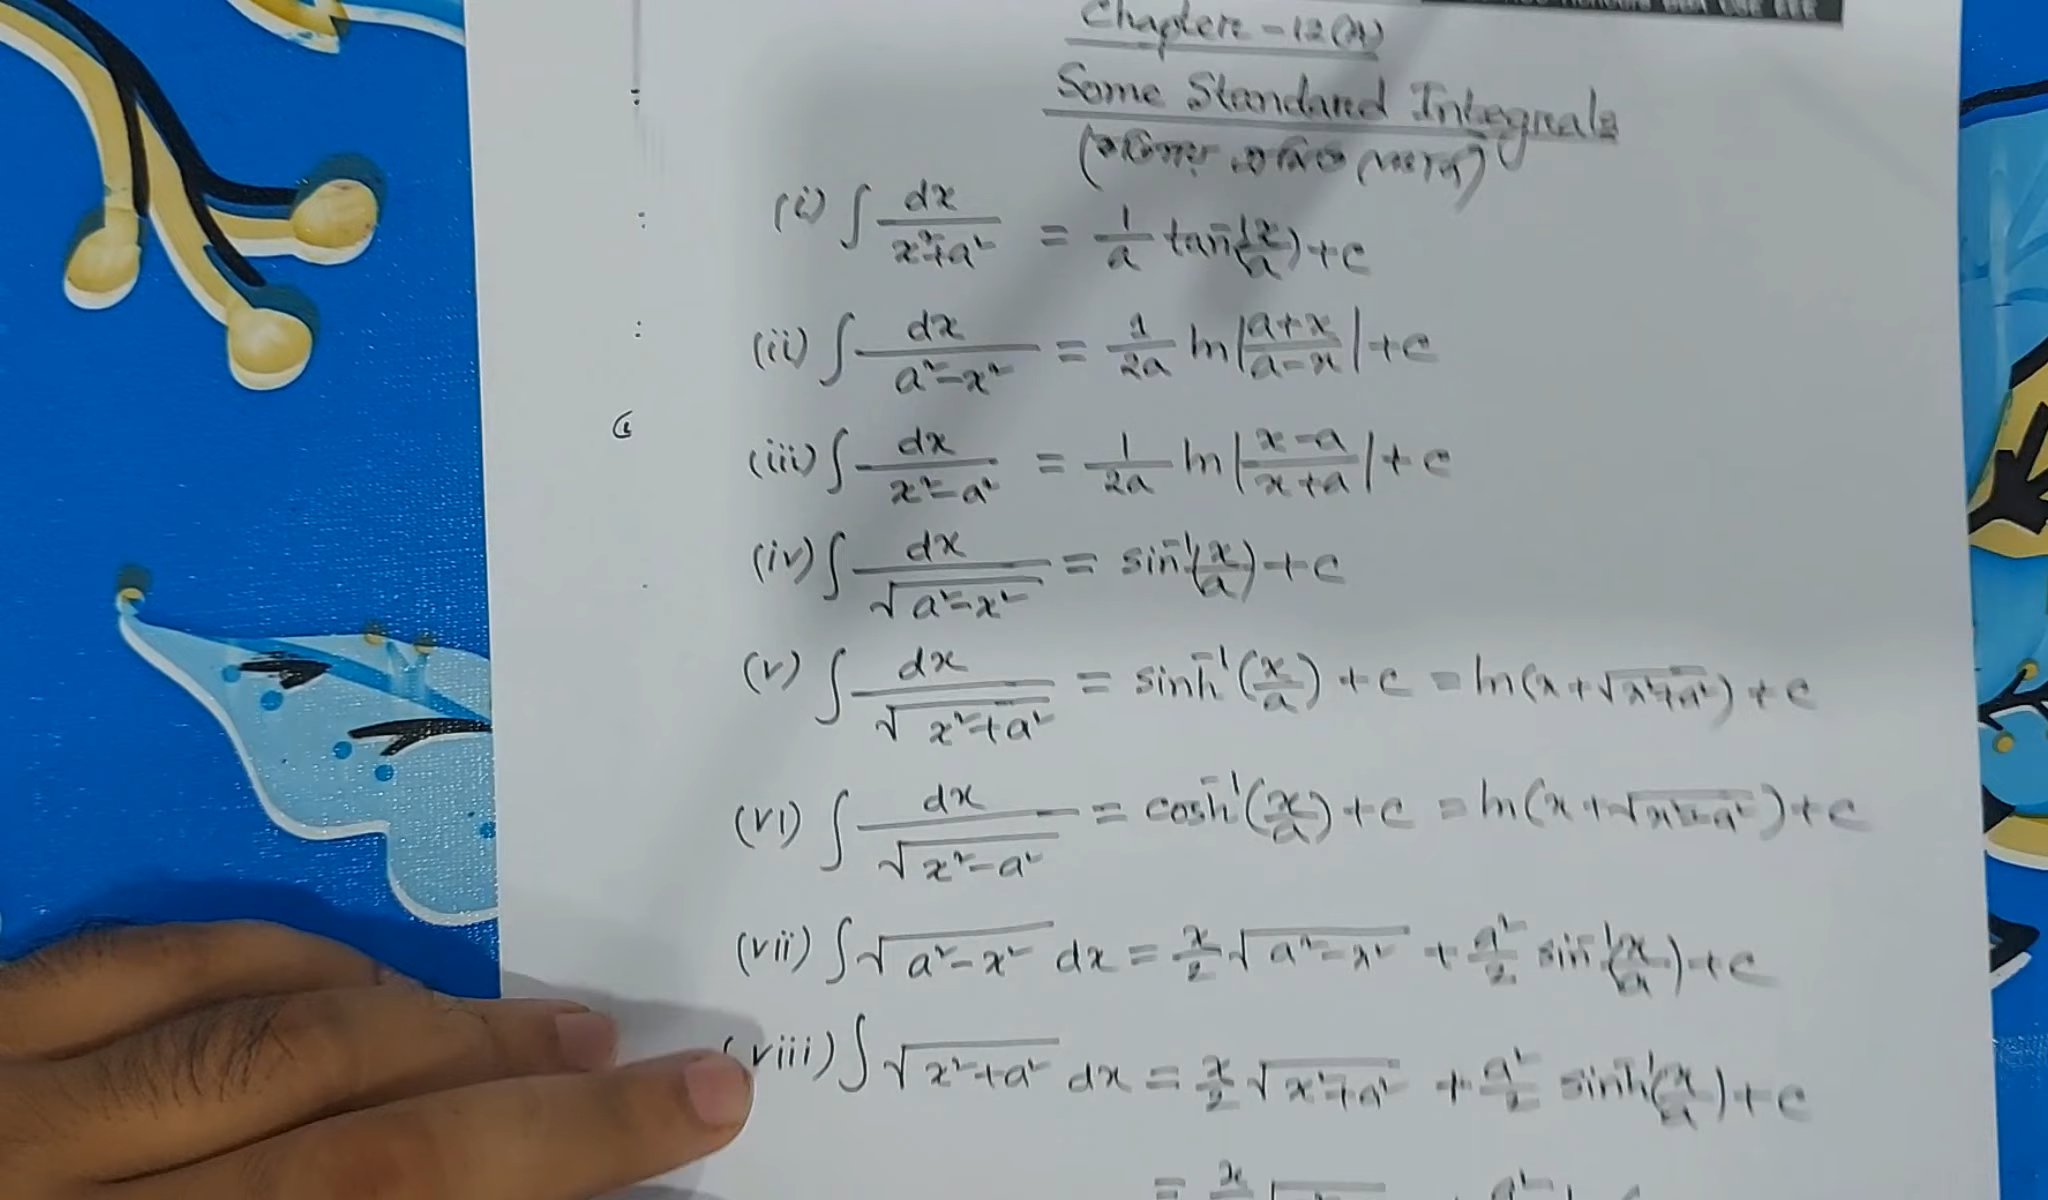 Chapter - 12(A)
Some Standard Integrals
(i) ∫ dx/(x²+a²) = 1/a tan⁻¹(x/a)+c
(ii) ∫ dx/(a²-x²) = 1/2a ln|(a+x)/(a-x)|+c
(iii) ∫ dx/(x²-a²) = 1/2a ln|(x-a)/(x+a)|+c
(iv) ∫ dx/√(a²-x²) = sin⁻¹(x/a)+c
(v) ∫ dx/√(x²+a²) = sinh⁻¹(x/a)+c = ln(x+√(x²+a²))+c
(vi) ∫ dx/√(x²-a²) = cosh⁻¹(x/a)+c = ln(x+√(x²-a²))+c
(vii) ∫√(a²-x²) dx = x/2 √(a²-x²) + a²/2 sin⁻¹(x/a)+c
(viii) ∫√(x²+a²) dx = x/2 √(x²+a²) + a²/2 sinh⁻¹(x/a)+c